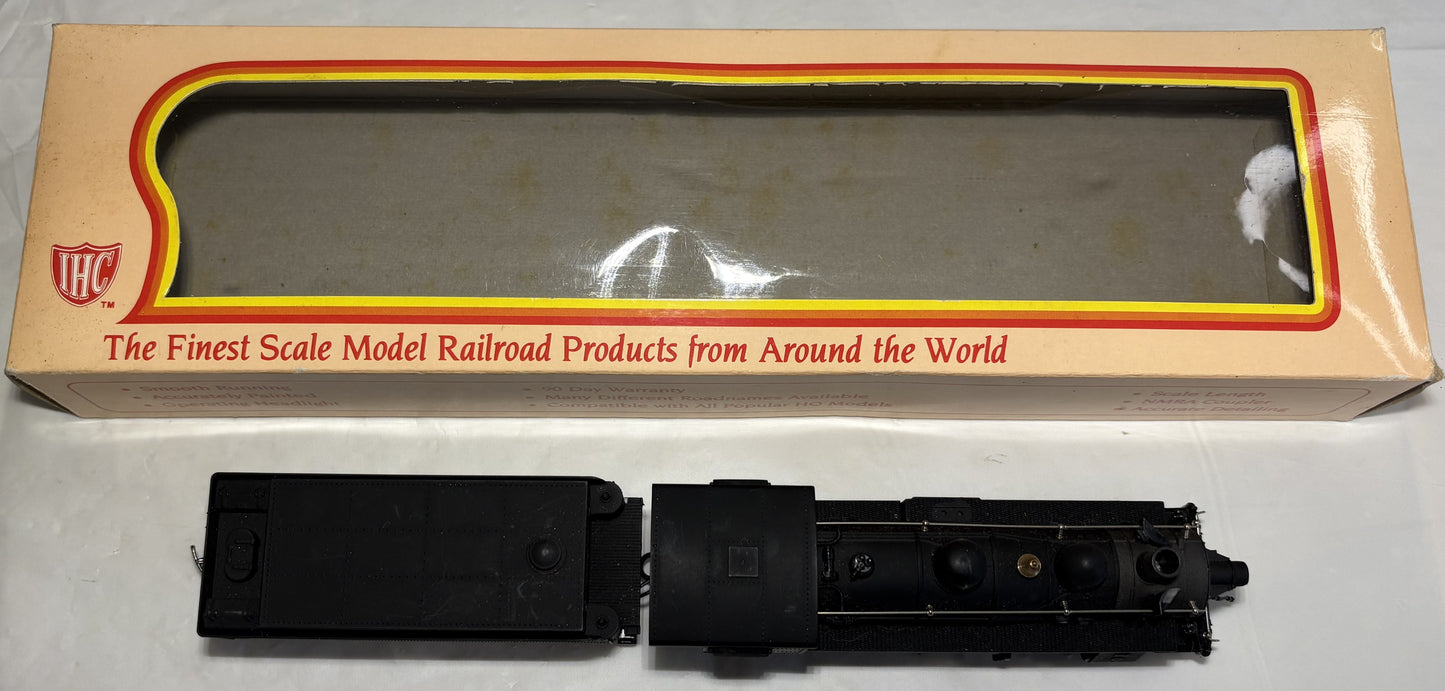 IHC
TM
The Finest Scale Model Railroad Products from Around the World
• Smooth Running
• Accurately Painted
• Operating Headlight
• 90 Day Warranty
• Many Different Roadnames Available
• Compatible with All Popular HO Models
• Scale Length
• NMRA Coupler
• Accurate Detailing